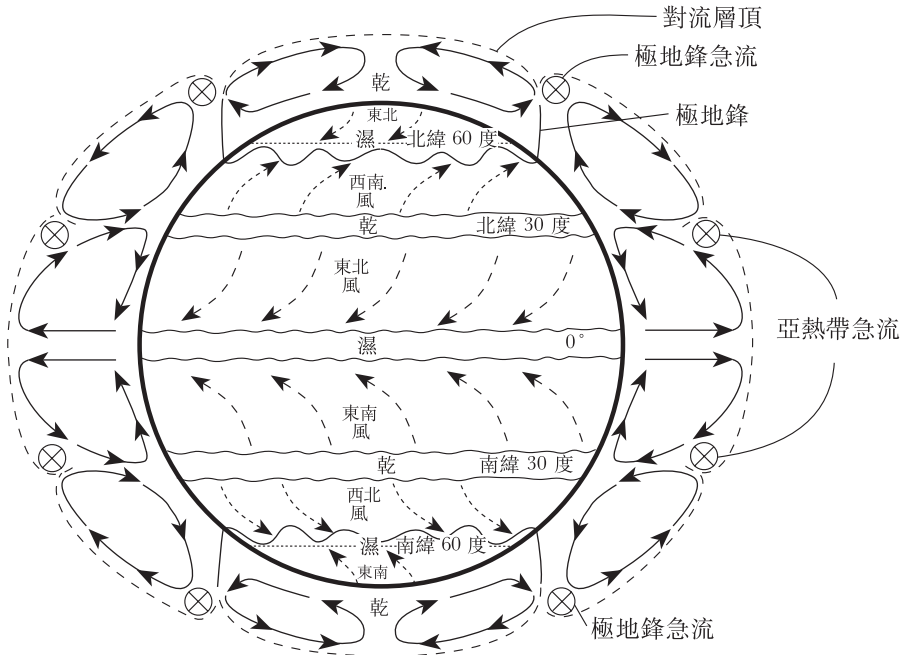 對流層頂
極地鋒急流
乾
極地鋒
東北
濕 北緯 60 度
西南
風
乾 北緯 30 度
東北
風
亞熱帶急流
濕 0°
東南
風
乾 南緯 30 度
西北
風
濕 南緯 60 度
東南
乾
極地鋒急流